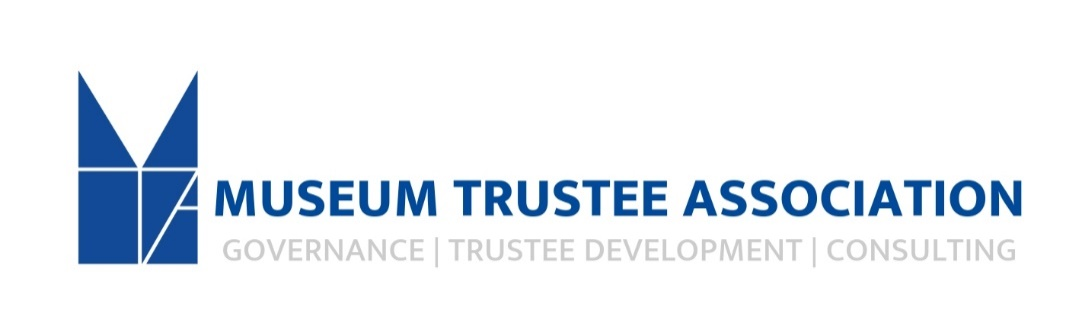 MUSEUM TRUSTEE ASSOCIATION
GOVERNANCE | TRUSTEE DEVELOPMENT | CONSULTING